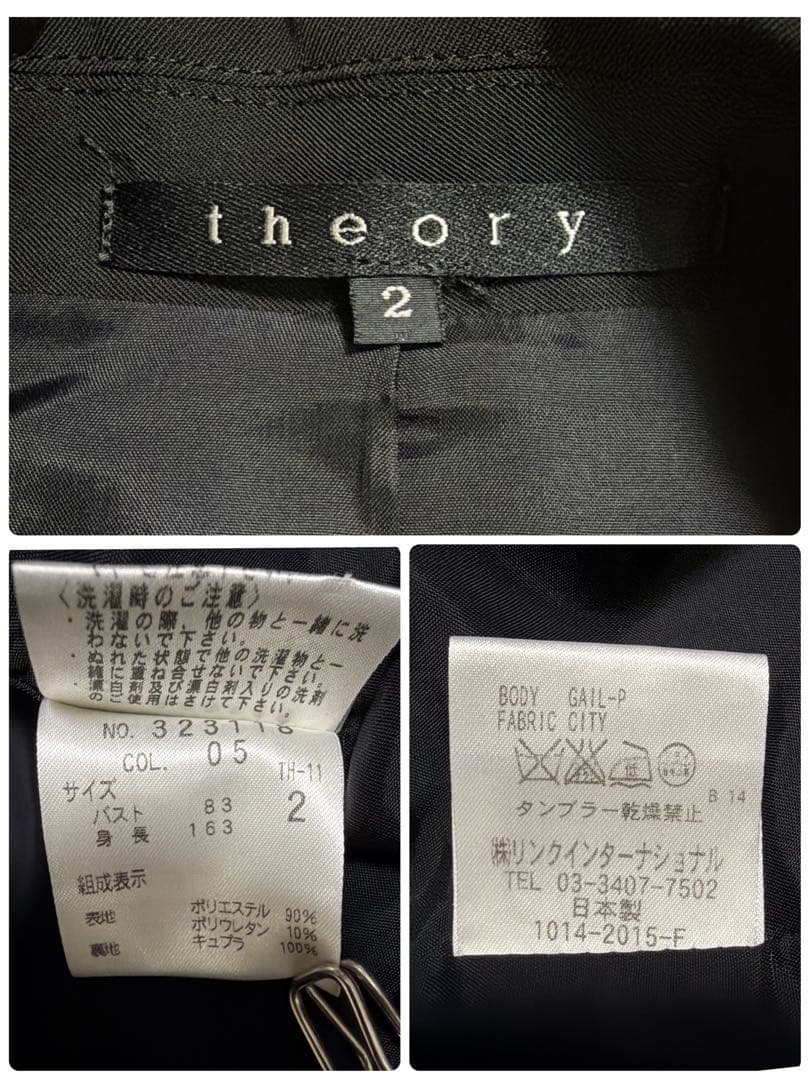 theory
2
〈洗濯時のご注意〉
・洗濯の際、他の物と一緒に洗
わないで下さい。
・ぬれた状態で他の洗濯物と一
緒に重ね合せないで下さい。
・漂白剤及び漂白剤入りの洗剤
のご使用はさけて下さい。
NO. 323116
COL. 05
TH-11
サイズ 2
バスト 83
身長 163
組成表示
表地 ポリエステル 90%
ポリウレタン 10%
裏地 キュプラ 100%
BODY GAIL-P
FABRIC CITY
低
B 14
タンブラー乾燥禁止
㈱リンクインターナショナル
TEL 03-3407-7502
日本製
1014-2015-F